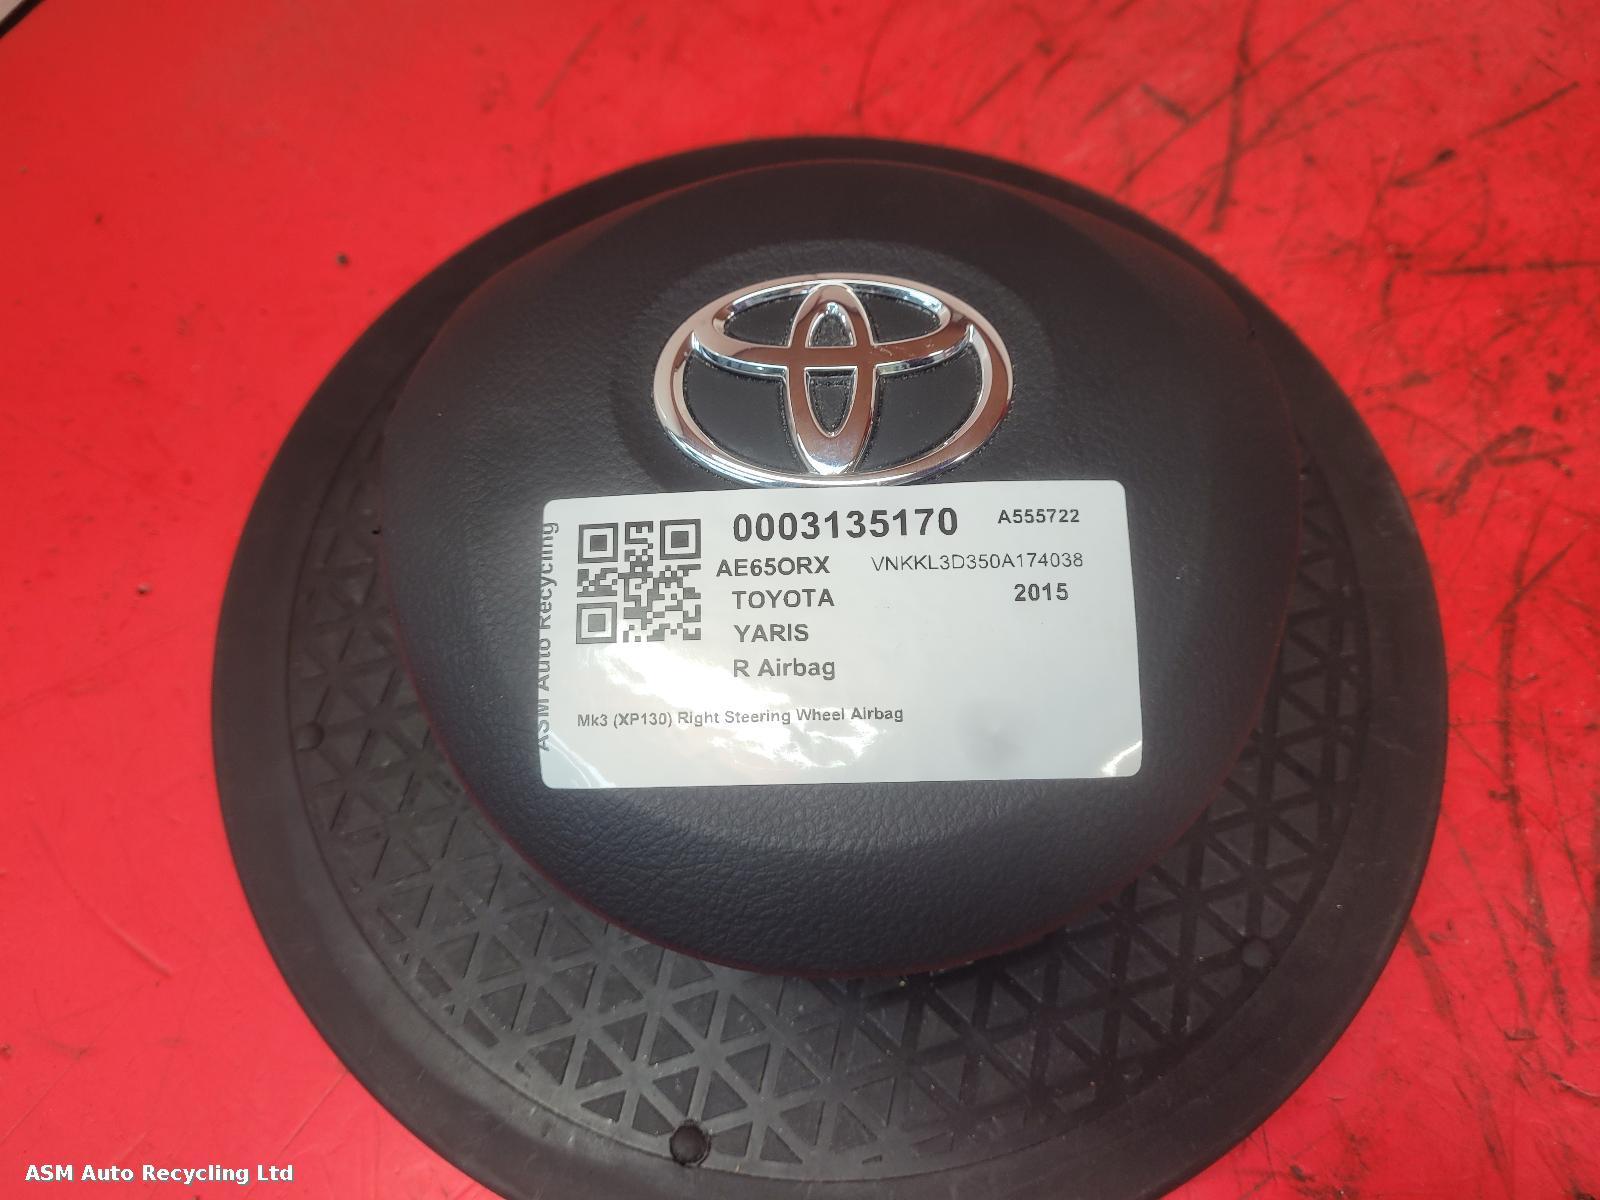 0003135170 A555722
AE65ORX VNKKL3D350A174038
TOYOTA 2015
YARIS
R Airbag
Mk3 (XP130) Right Steering Wheel Airbag
ASM Auto Recycling
ASM Auto Recycling Ltd